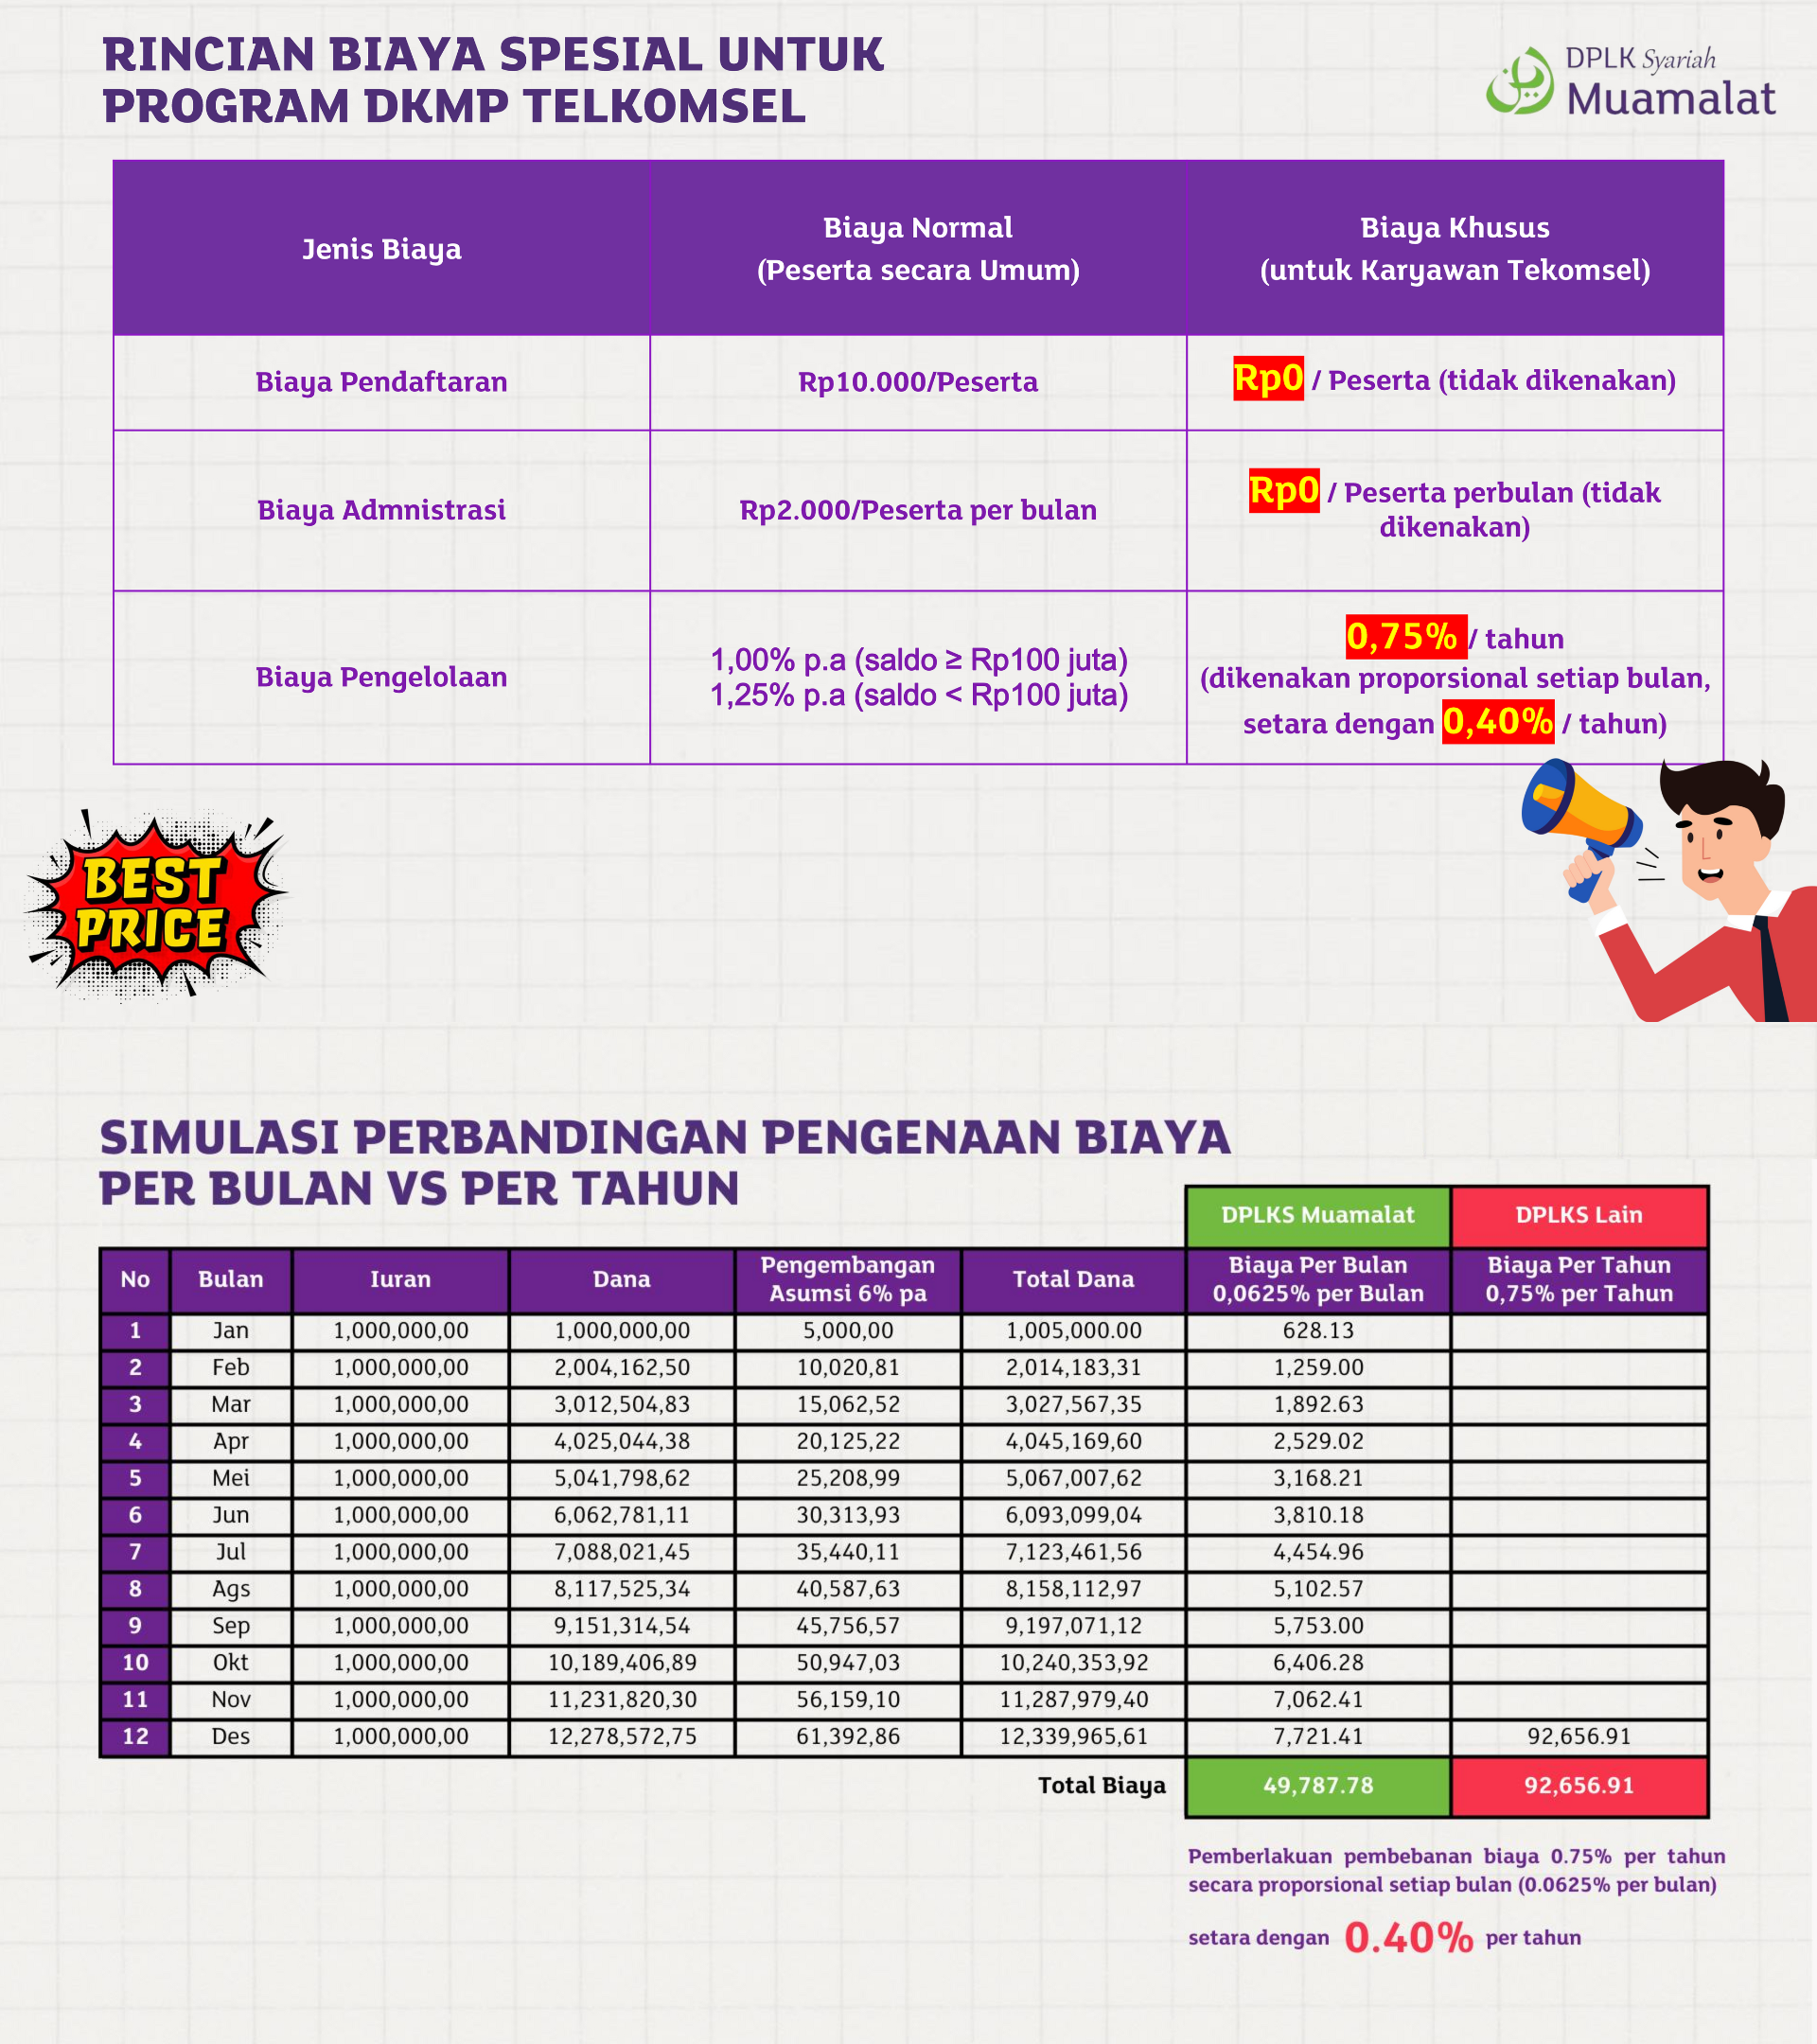 RINCIAN BIAYA SPESIAL UNTUK
PROGRAM DKMP TELKOMSEL
DPLK Syariah
Muamalat
Jenis Biaya
Biaya Normal
(Peserta secara Umum)
Biaya Khusus
(untuk Karyawan Tekomsel)
Biaya Pendaftaran
Rp10.000/Peserta
Rp0 / Peserta (tidak dikenakan)
Biaya Admnistrasi
Rp2.000/Peserta per bulan
Rp0 / Peserta perbulan (tidak
dikenakan)
Biaya Pengelolaan
1,00% p.a (saldo ≥ Rp100 juta)
1,25% p.a (saldo < Rp100 juta)
0,75% / tahun
(dikenakan proporsional setiap bulan,
setara dengan 0,40% / tahun)
BEST
PRICE
SIMULASI PERBANDINGAN PENGENAAN BIAYA
PER BULAN VS PER TAHUN
DPLKS Muamalat DPLKS Lain
No Bulan Iuran Dana Pengembangan Asumsi 6% pa Total Dana Biaya Per Bulan 0,0625% per Bulan Biaya Per Tahun 0,75% per Tahun
1 Jan 1,000,000,00 1,000,000,00 5,000,00 1,005,000.00 628.13
2 Feb 1,000,000,00 2,004,162,50 10,020,81 2,014,183,31 1,259.00
3 Mar 1,000,000,00 3,012,504,83 15,062,52 3,027,567,35 1,892.63
4 Apr 1,000,000,00 4,025,044,38 20,125,22 4,045,169,60 2,529.02
5 Mei 1,000,000,00 5,041,798,62 25,208,99 5,067,007,62 3,168.21
6 Jun 1,000,000,00 6,062,781,11 30,313,93 6,093,099,04 3,810.18
7 Jul 1,000,000,00 7,088,021,45 35,440,11 7,123,461,56 4,454.96
8 Ags 1,000,000,00 8,117,525,34 40,587,63 8,158,112,97 5,102.57
9 Sep 1,000,000,00 9,151,314,54 45,756,57 9,197,071,12 5,753.00
10 Okt 1,000,000,00 10,189,406,89 50,947,03 10,240,353,92 6,406.28
11 Nov 1,000,000,00 11,231,820,30 56,159,10 11,287,979,40 7,062.41
12 Des 1,000,000,00 12,278,572,75 61,392,86 12,339,965,61 7,721.41 92,656.91
Total Biaya 49,787.78 92,656.91
Pemberlakuan pembebanan biaya 0.75% per tahun
secara proporsional setiap bulan (0.0625% per bulan)
setara dengan 0.40% per tahun